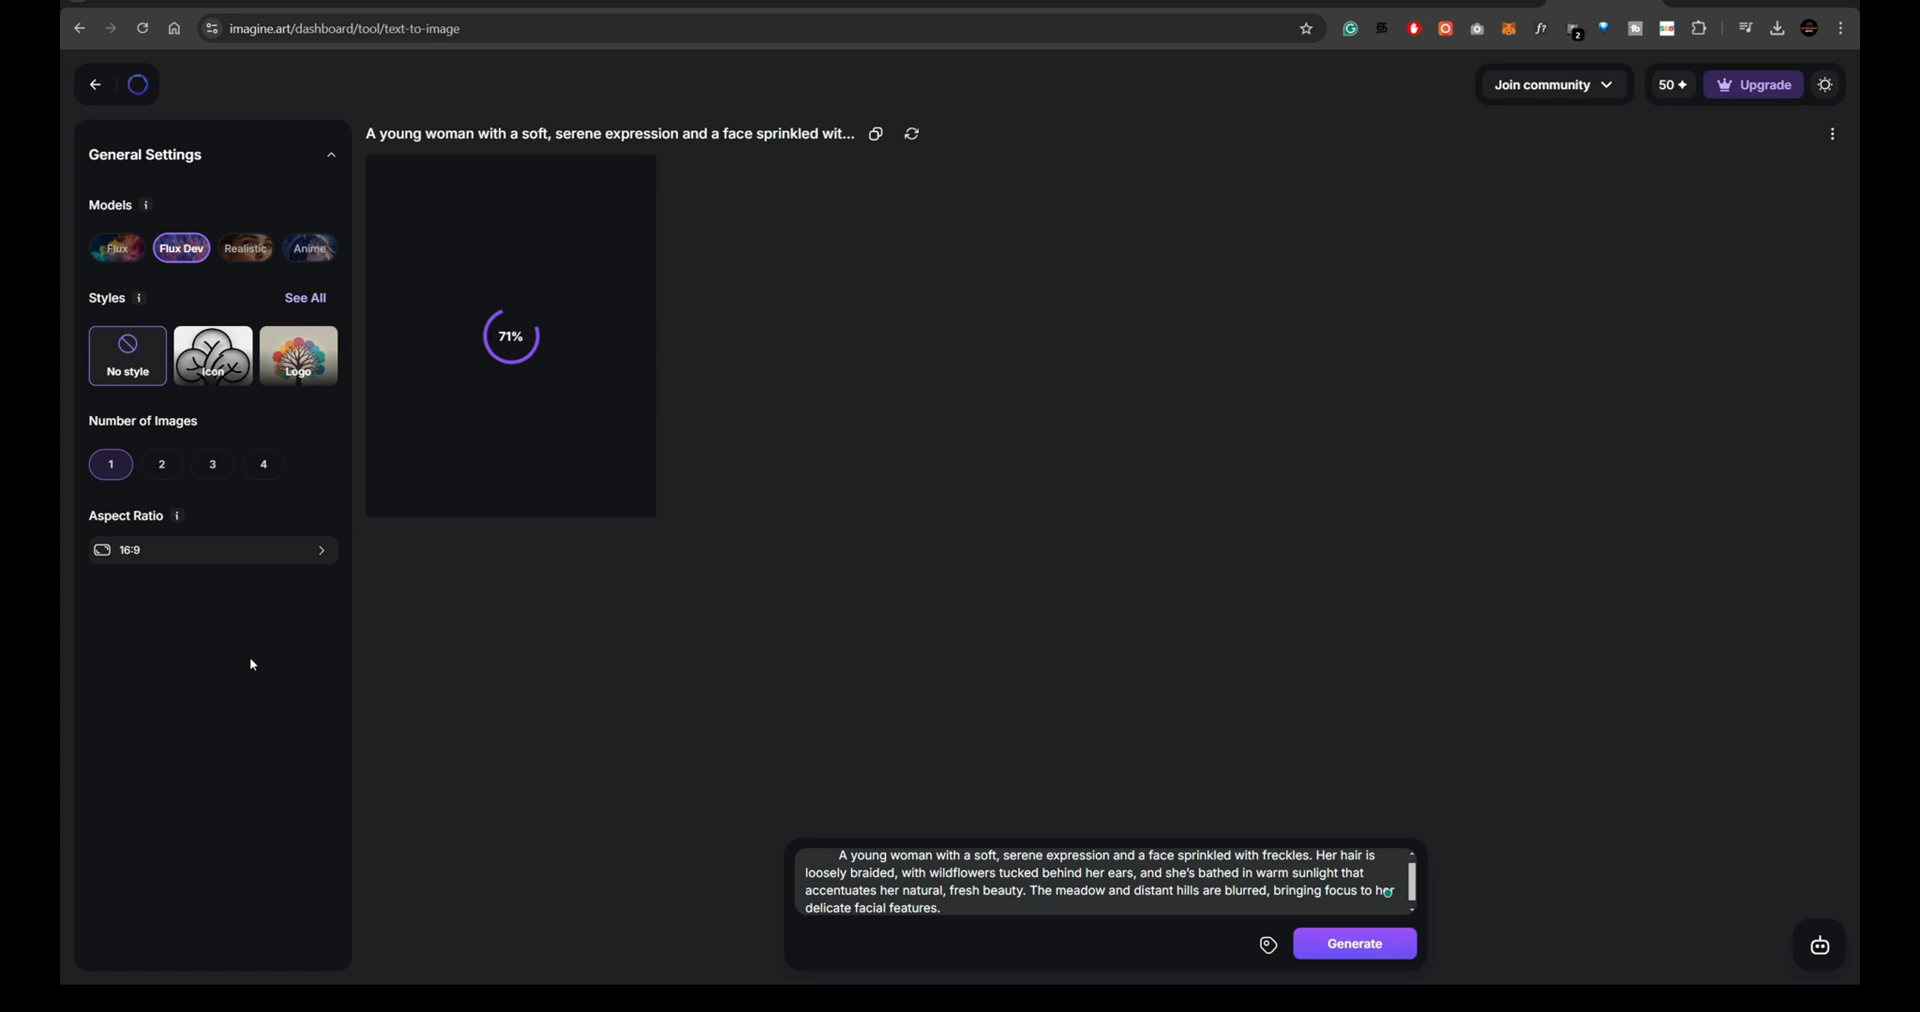 imagine.art/dashboard/tool/text-to-image
2
Join community
50
Upgrade
General Settings
A young woman with a soft, serene expression and a face sprinkled wit...
Models
Flux
Flux Dev
Realistic
Anime
71%
Styles
See All
No style
Icon
Logo
Number of Images
1
2
3
4
Aspect Ratio
16:9
A young woman with a soft, serene expression and a face sprinkled with freckles. Her hair is
loosely braided, with wildflowers tucked behind her ears, and she's bathed in warm sunlight that
accentuates her natural, fresh beauty. The meadow and distant hills are blurred, bringing focus to her
delicate facial features.
Generate